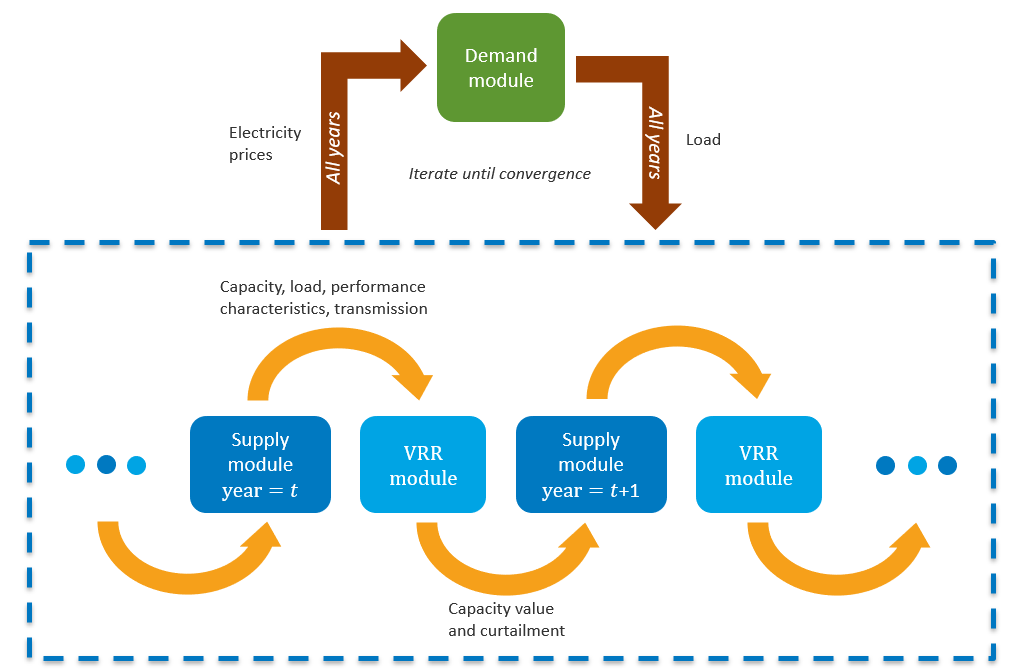 Demand
module
Electricity
prices
All years
Iterate until convergence
All years
Load
Capacity, load, performance
characteristics, transmission
Supply
module
year = t
VRR
module
Supply
module
year = t+1
VRR
module
Capacity value
and curtailment